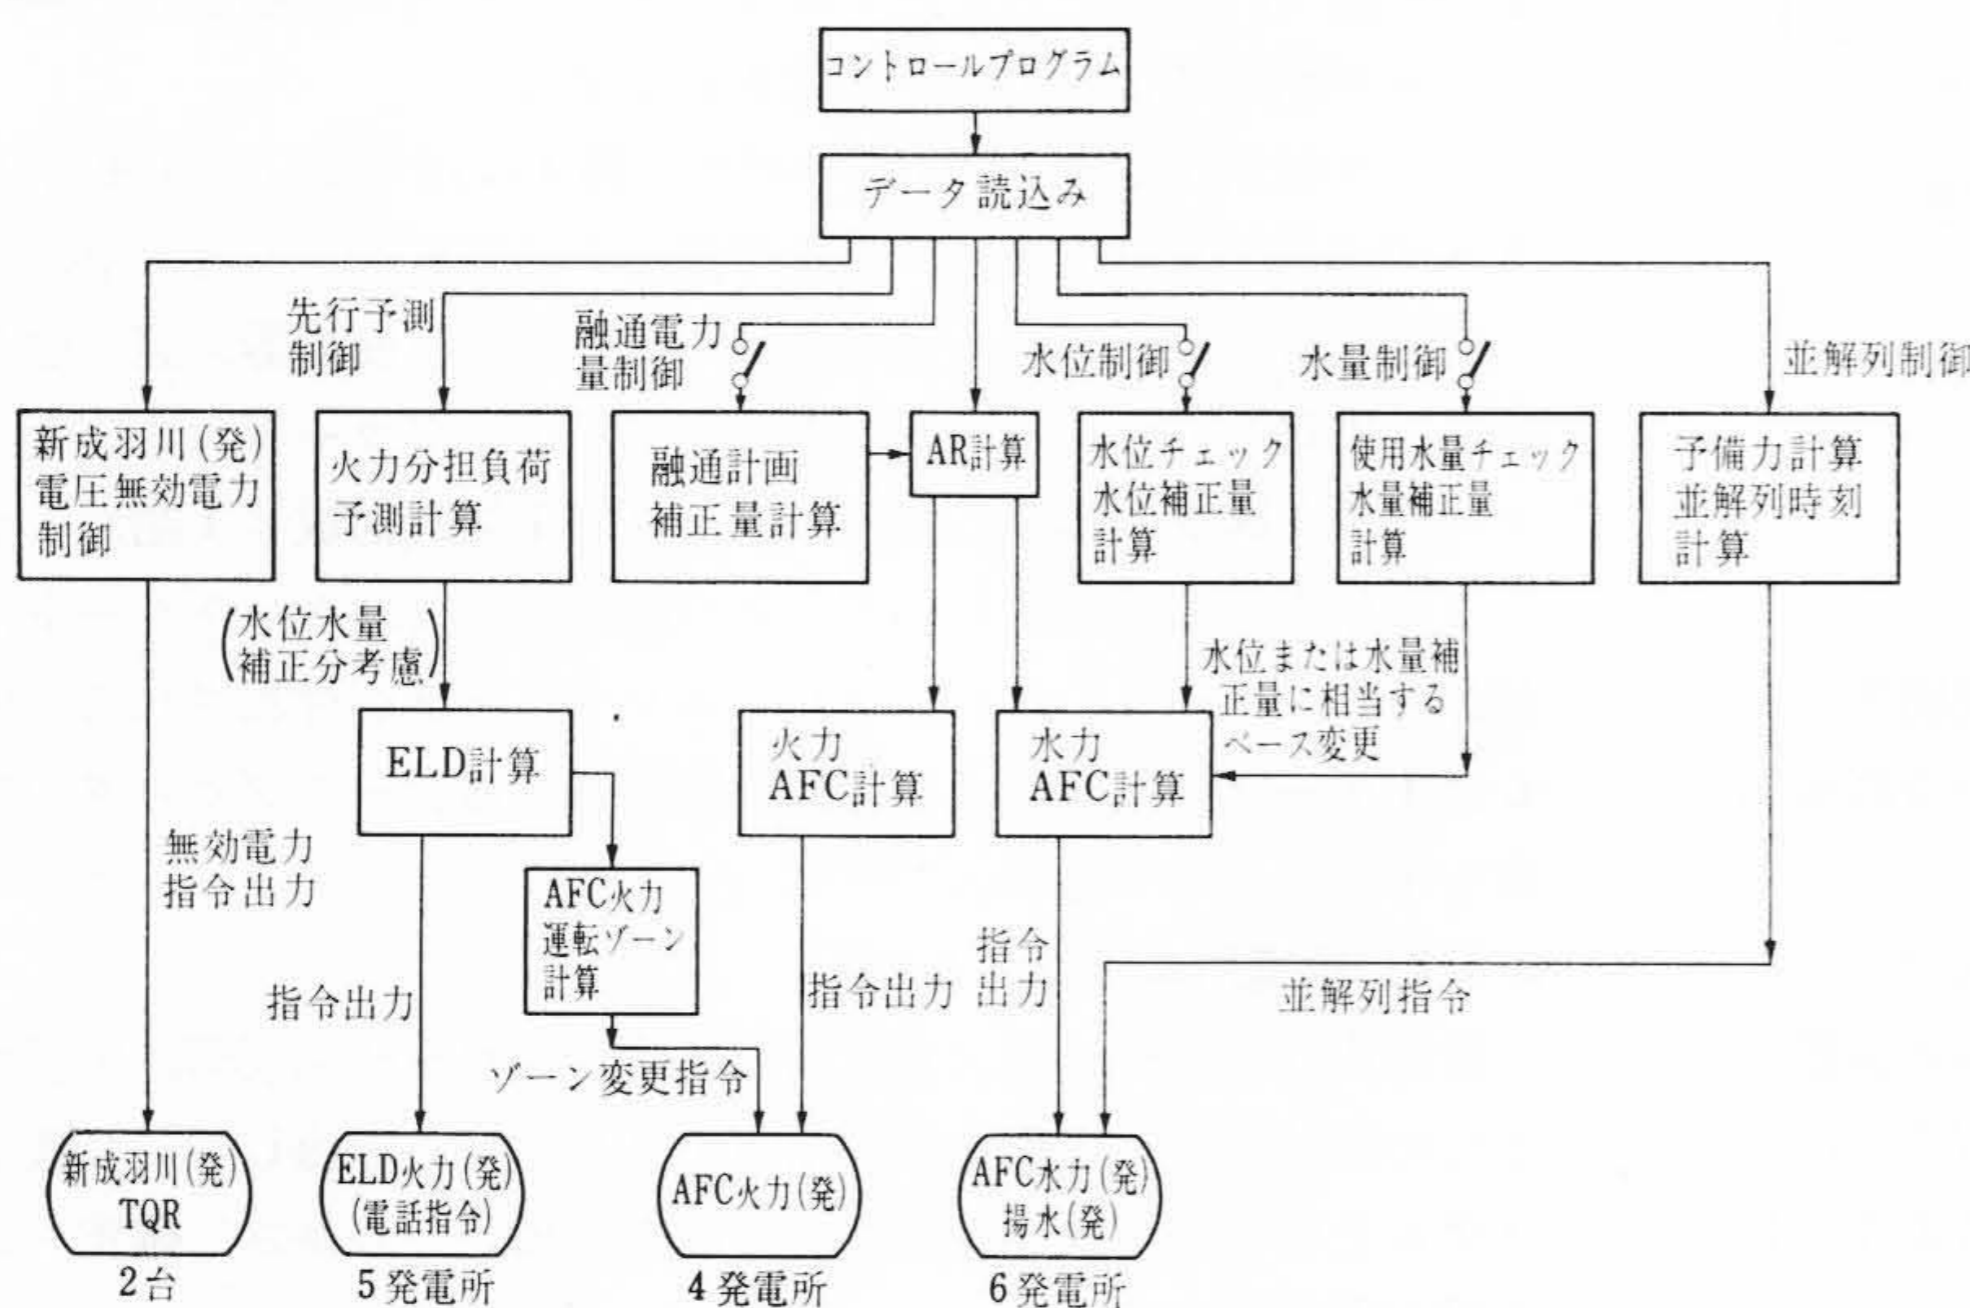 コントロールプログラム
データ読込み
先行予測
制御
融通電力
量制御
水位制御
水量制御
並解列制御
新成羽川(発)
電圧無効電力
制御
火力分担負荷
予測計算
融通計画
補正量計算
AR計算
水位チェック
水位補正量
計算
使用水量チェック
水量補正量
計算
予備力計算
並解列時刻
計算
(水位水量
補正分考慮)
水位または水量補
正量に相当する
ベース変更
ELD計算
火力
AFC計算
水力
AFC計算
無効電力
指令出力
AFC火力
運転ゾーン
計算
指令出力
指令出力
指令
出力
並解列指令
ゾーン変更指令
新成羽川(発)
TQR
ELD火力(発)
(電話指令)
AFC火力(発)
AFC水力(発)
揚水(発)
2台
5発電所
4発電所
6発電所